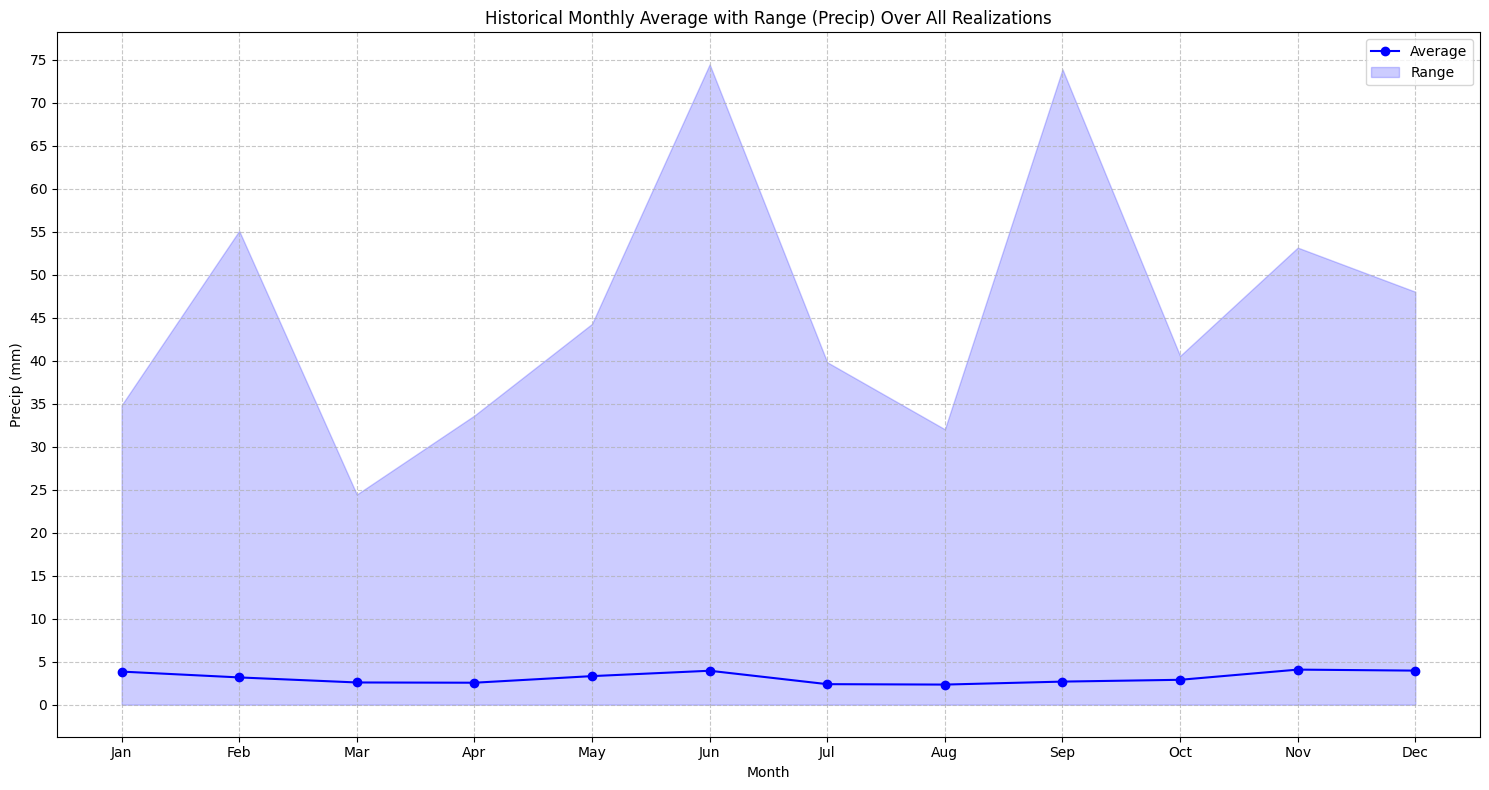 Historical Monthly Average with Range (Precip) Over All Realizations
Average
Range
Precip (mm)
75
70
65
60
55
50
45
40
35
30
25
20
15
10
5
0
Jan Feb Mar Apr May Jun Jul Aug Sep Oct Nov Dec
Month